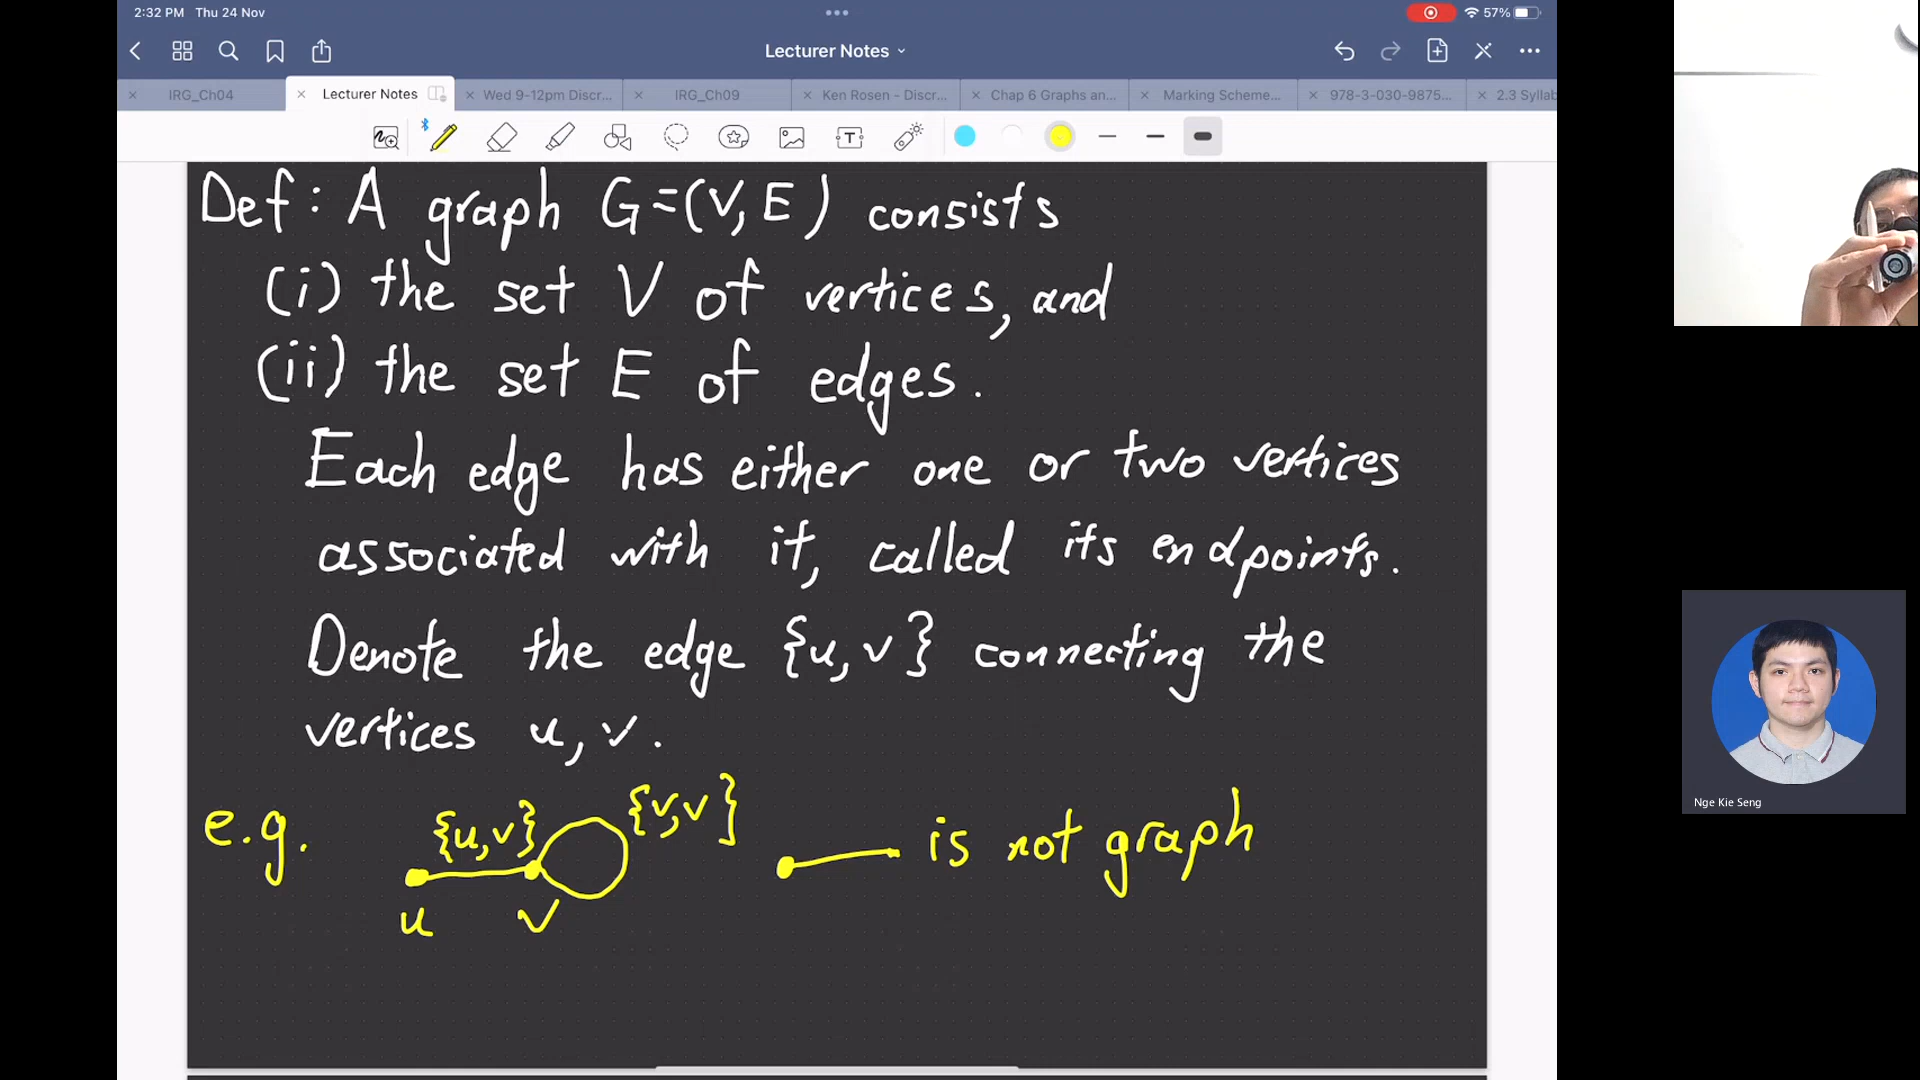 2:32 PM Thu 24 Nov
57%
Lecturer Notes
IRG_Ch04
Lecturer Notes
Wed 9-12pm Discr...
IRG_Ch09
Ken Rosen - Discr...
Chap 6 Graphs an...
Marking Scheme...
978-3-030-9875...
2.3 Syllab
Def: A graph G=(V,E) consists
(i) the set V of vertices, and
(ii) the set E of edges.
Each edge has either one or two vertices
associated with it, called its endpoints.
Denote the edge {u,v} connecting the
vertices u,v.
e.g. {u,v} {v,v} is not graph
u v
Nge Kie Seng